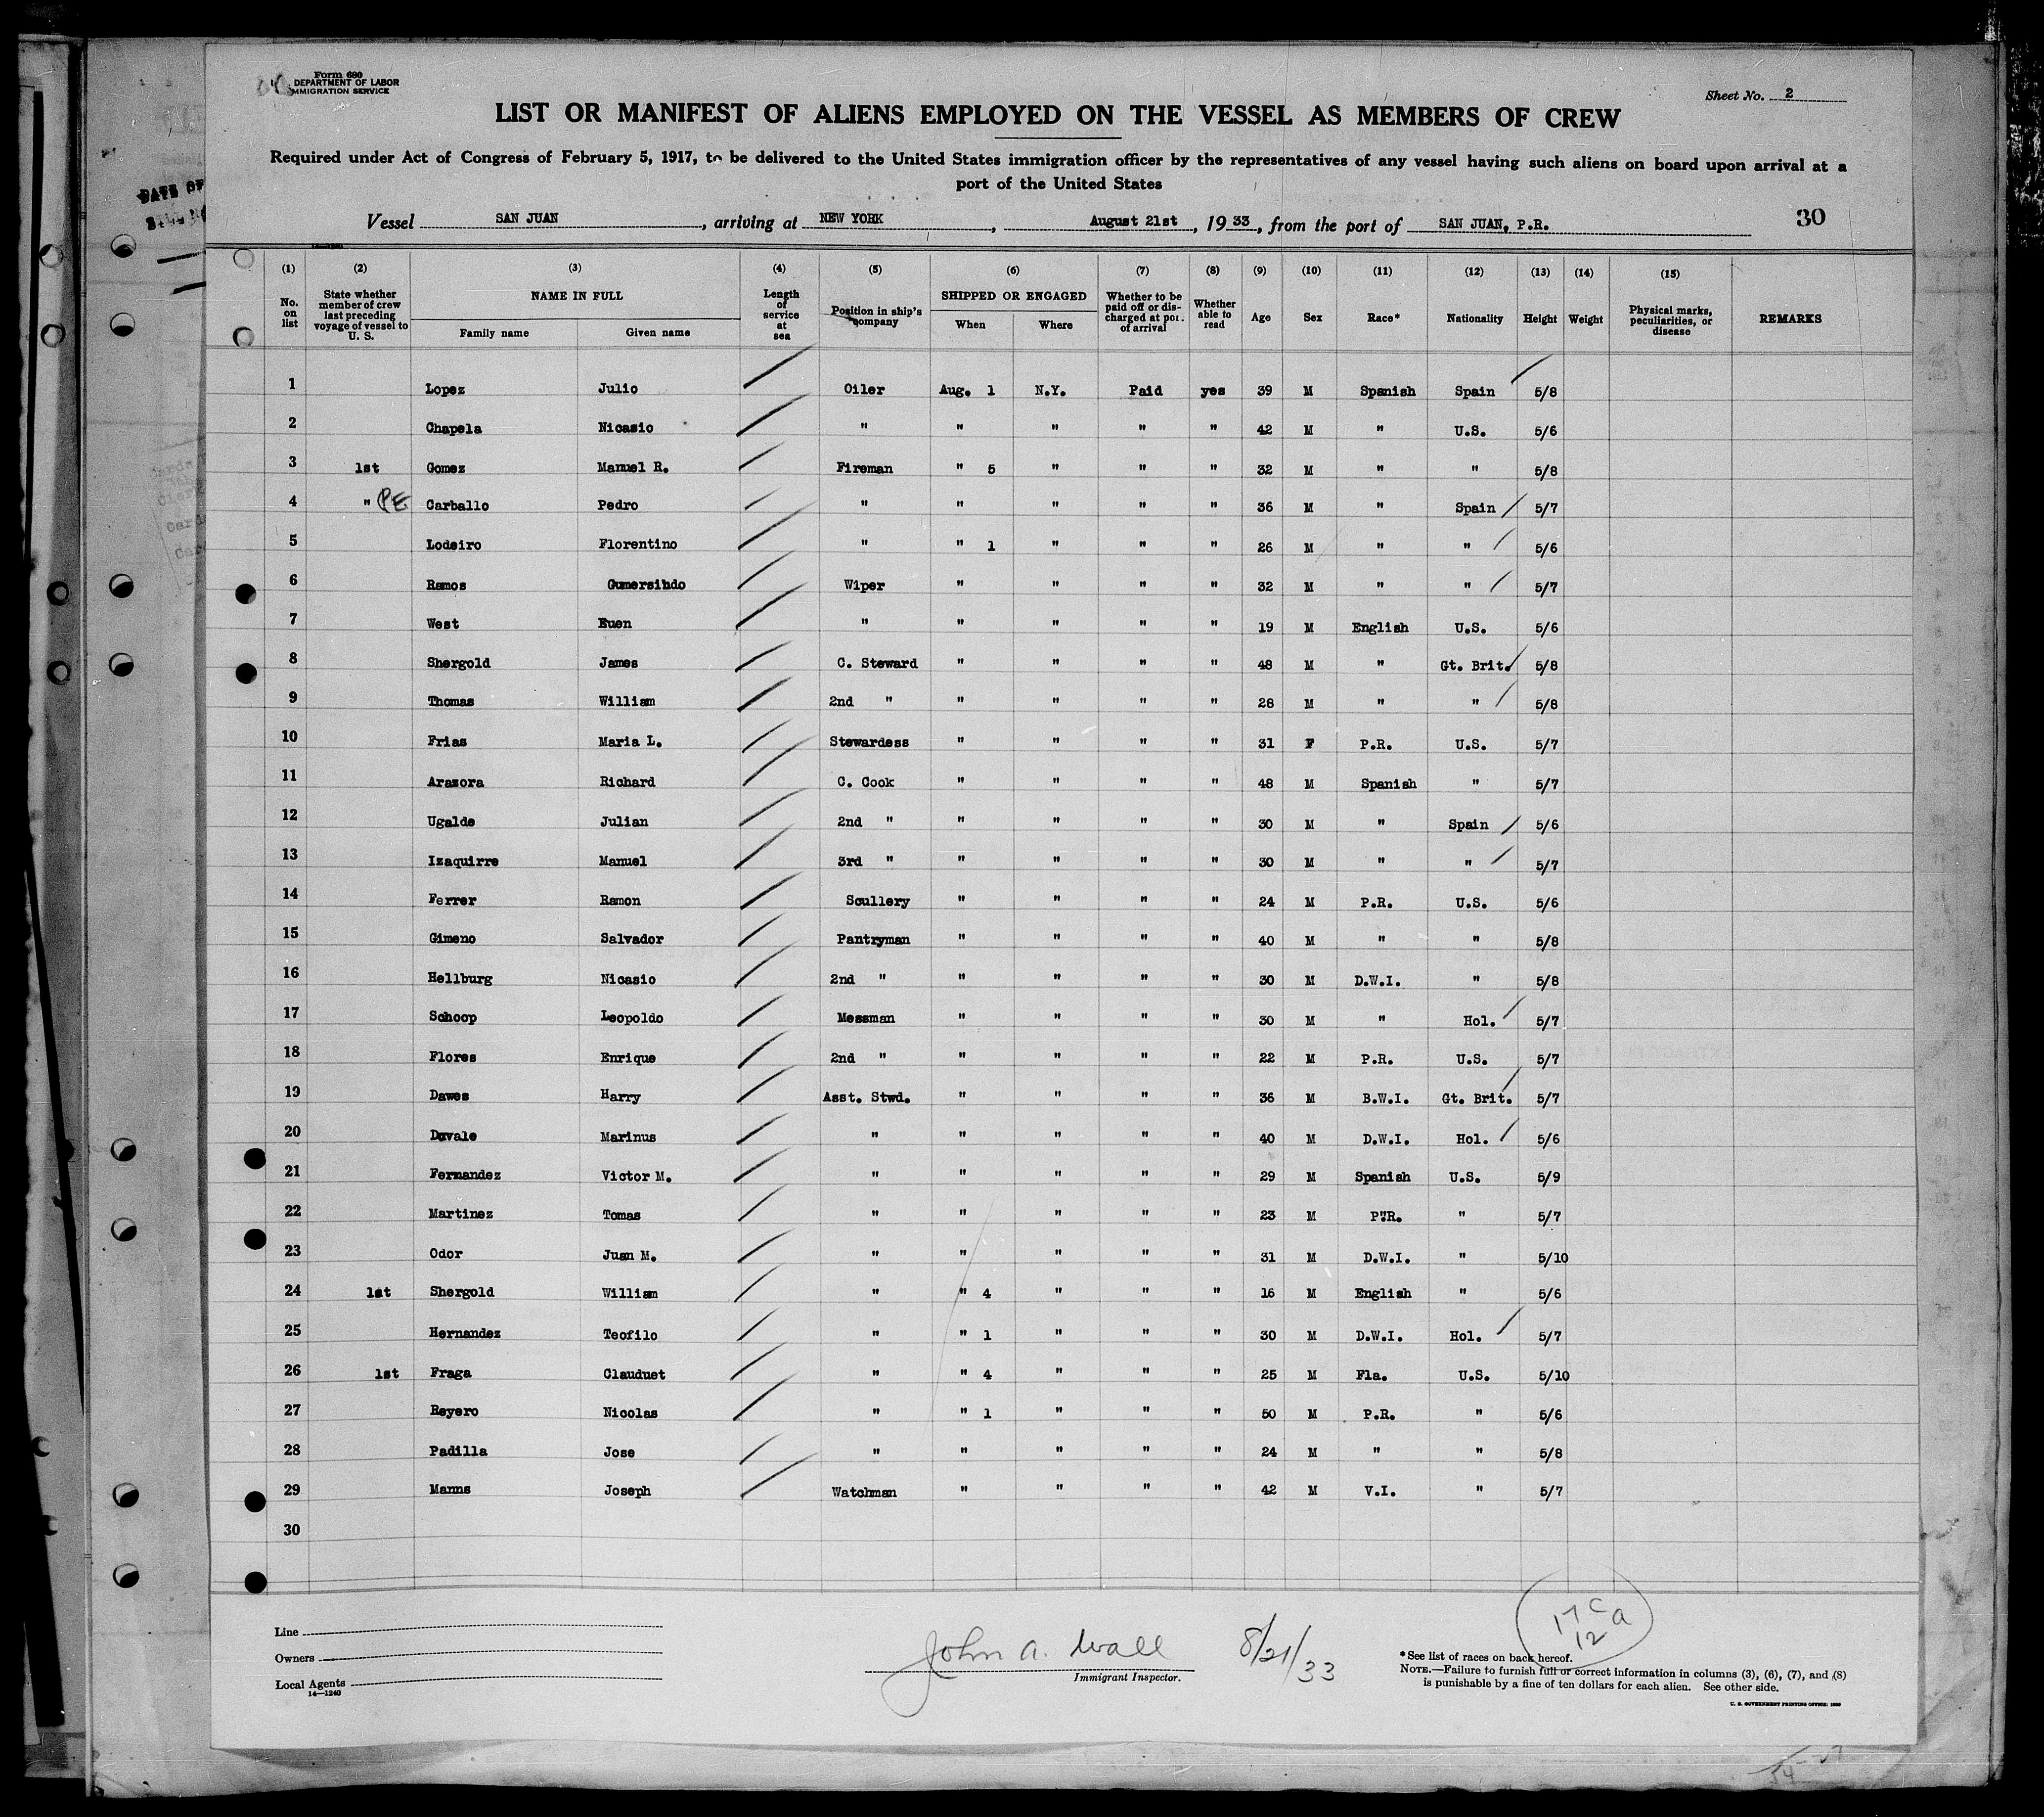 Form 680
DEPARTMENT OF LABOR
IMMIGRATION SERVICE
Sheet No. 2
LIST OR MANIFEST OF ALIENS EMPLOYED ON THE VESSEL AS MEMBERS OF CREW
Required under Act of Congress of February 5, 1917, to be delivered to the United States immigration officer by the representatives of any vessel having such aliens on board upon arrival at a
port of the United States
Vessel SAN JUAN, arriving at NEW YORK, August 21st, 1933, from the port of SAN JUAN, P.R. 30
DATE OF
(1) No. on list
(2) State whether member of crew last preceding voyage of vessel to U. S.
(3) NAME IN FULL Family name Given name
(4) Length of service at sea
(5) Position in ship's company
(6) SHIPPED OR ENGAGED When Where
(7) Whether to be paid off or discharged at port of arrival
(8) Whether able to read
(9) Age
(10) Sex
(11) Race*
(12) Nationality
(13) Height
(14) Weight
(15) Physical marks, peculiarities, or disease
REMARKS
1 Lopez Julio Oiler Aug. 1 N.Y. Paid yes 39 M Spanish Spain 5/8
2 Chapela Nicasio " " " " " 42 M " U.S. 5/6
3 1st Gomez Manuel R. Fireman " 5 " " " 32 M " " 5/8
4 " PE Carballo Pedro " " " " " 36 M " Spain 5/7
5 Lodeiro Florentino " " 1 " " " 26 M " " 5/6
6 Ramos Gumersindo Wiper " " " " 32 M " " 5/7
7 West Euen " " " " " 19 M English U.S. 5/6
8 Shergold James C. Steward " " " " 48 M " Gt. Brit. 5/8
9 Thomas William 2nd " " " " " 28 M " " 5/8
10 Frias Maria L. Stewardess " " " " 31 F P.R. U.S. 5/7
11 Arazora Richard C. Cook " " " " 48 M Spanish " 5/7
12 Ugalde Julian 2nd " " " " " 30 M " Spain 5/6
13 Izaquirre Manuel 3rd " " " " " 30 M " " 5/7
14 Ferrer Ramon Scullery " " " " 24 M P.R. U.S. 5/6
15 Gimeno Salvador Pantryman " " " " 40 M " " 5/8
16 Hellburg Nicasio 2nd " " " " " 30 M D.W.I. " 5/8
17 Schoop Leopoldo Messman " " " " 30 M " Hol. 5/7
18 Flores Enrique 2nd " " " " " 22 M P.R. U.S. 5/7
19 Dawes Harry Asst. Stwd. " " " " 36 M B.W.I. Gt. Brit. 5/7
20 Duvale Marinus " " " " " 40 M D.W.I. Hol. 5/6
21 Fernandez Victor M. " " " " " 29 M Spanish U.S. 5/9
22 Martinez Tomas " " " " " 23 M P.R. " 5/7
23 Odor Juan M. " " " " " 31 M D.W.I. " 5/10
24 1st Shergold William " " 4 " " " 16 M English " 5/6
25 Hernandez Teofilo " " 1 " " " 30 M D.W.I. Hol. 5/7
26 1st Fraga Clauduet " " 4 " " " 25 M Fla. U.S. 5/10
27 Reyero Nicolas " " 1 " " " 50 M P.R. " 5/6
28 Padilla Jose " " " " " 24 M " " 5/8
29 Manns Joseph Watchman " " " " 42 M V.I. " 5/7
30
Line
Owners
Local Agents
14—1240
John A. Wall 8/21/33
Immigrant Inspector.
17 C
12 a
*See list of races on back hereof.
NOTE.—Failure to furnish full or correct information in columns (3), (6), (7), and (8)
is punishable by a fine of ten dollars for each alien. See other side.